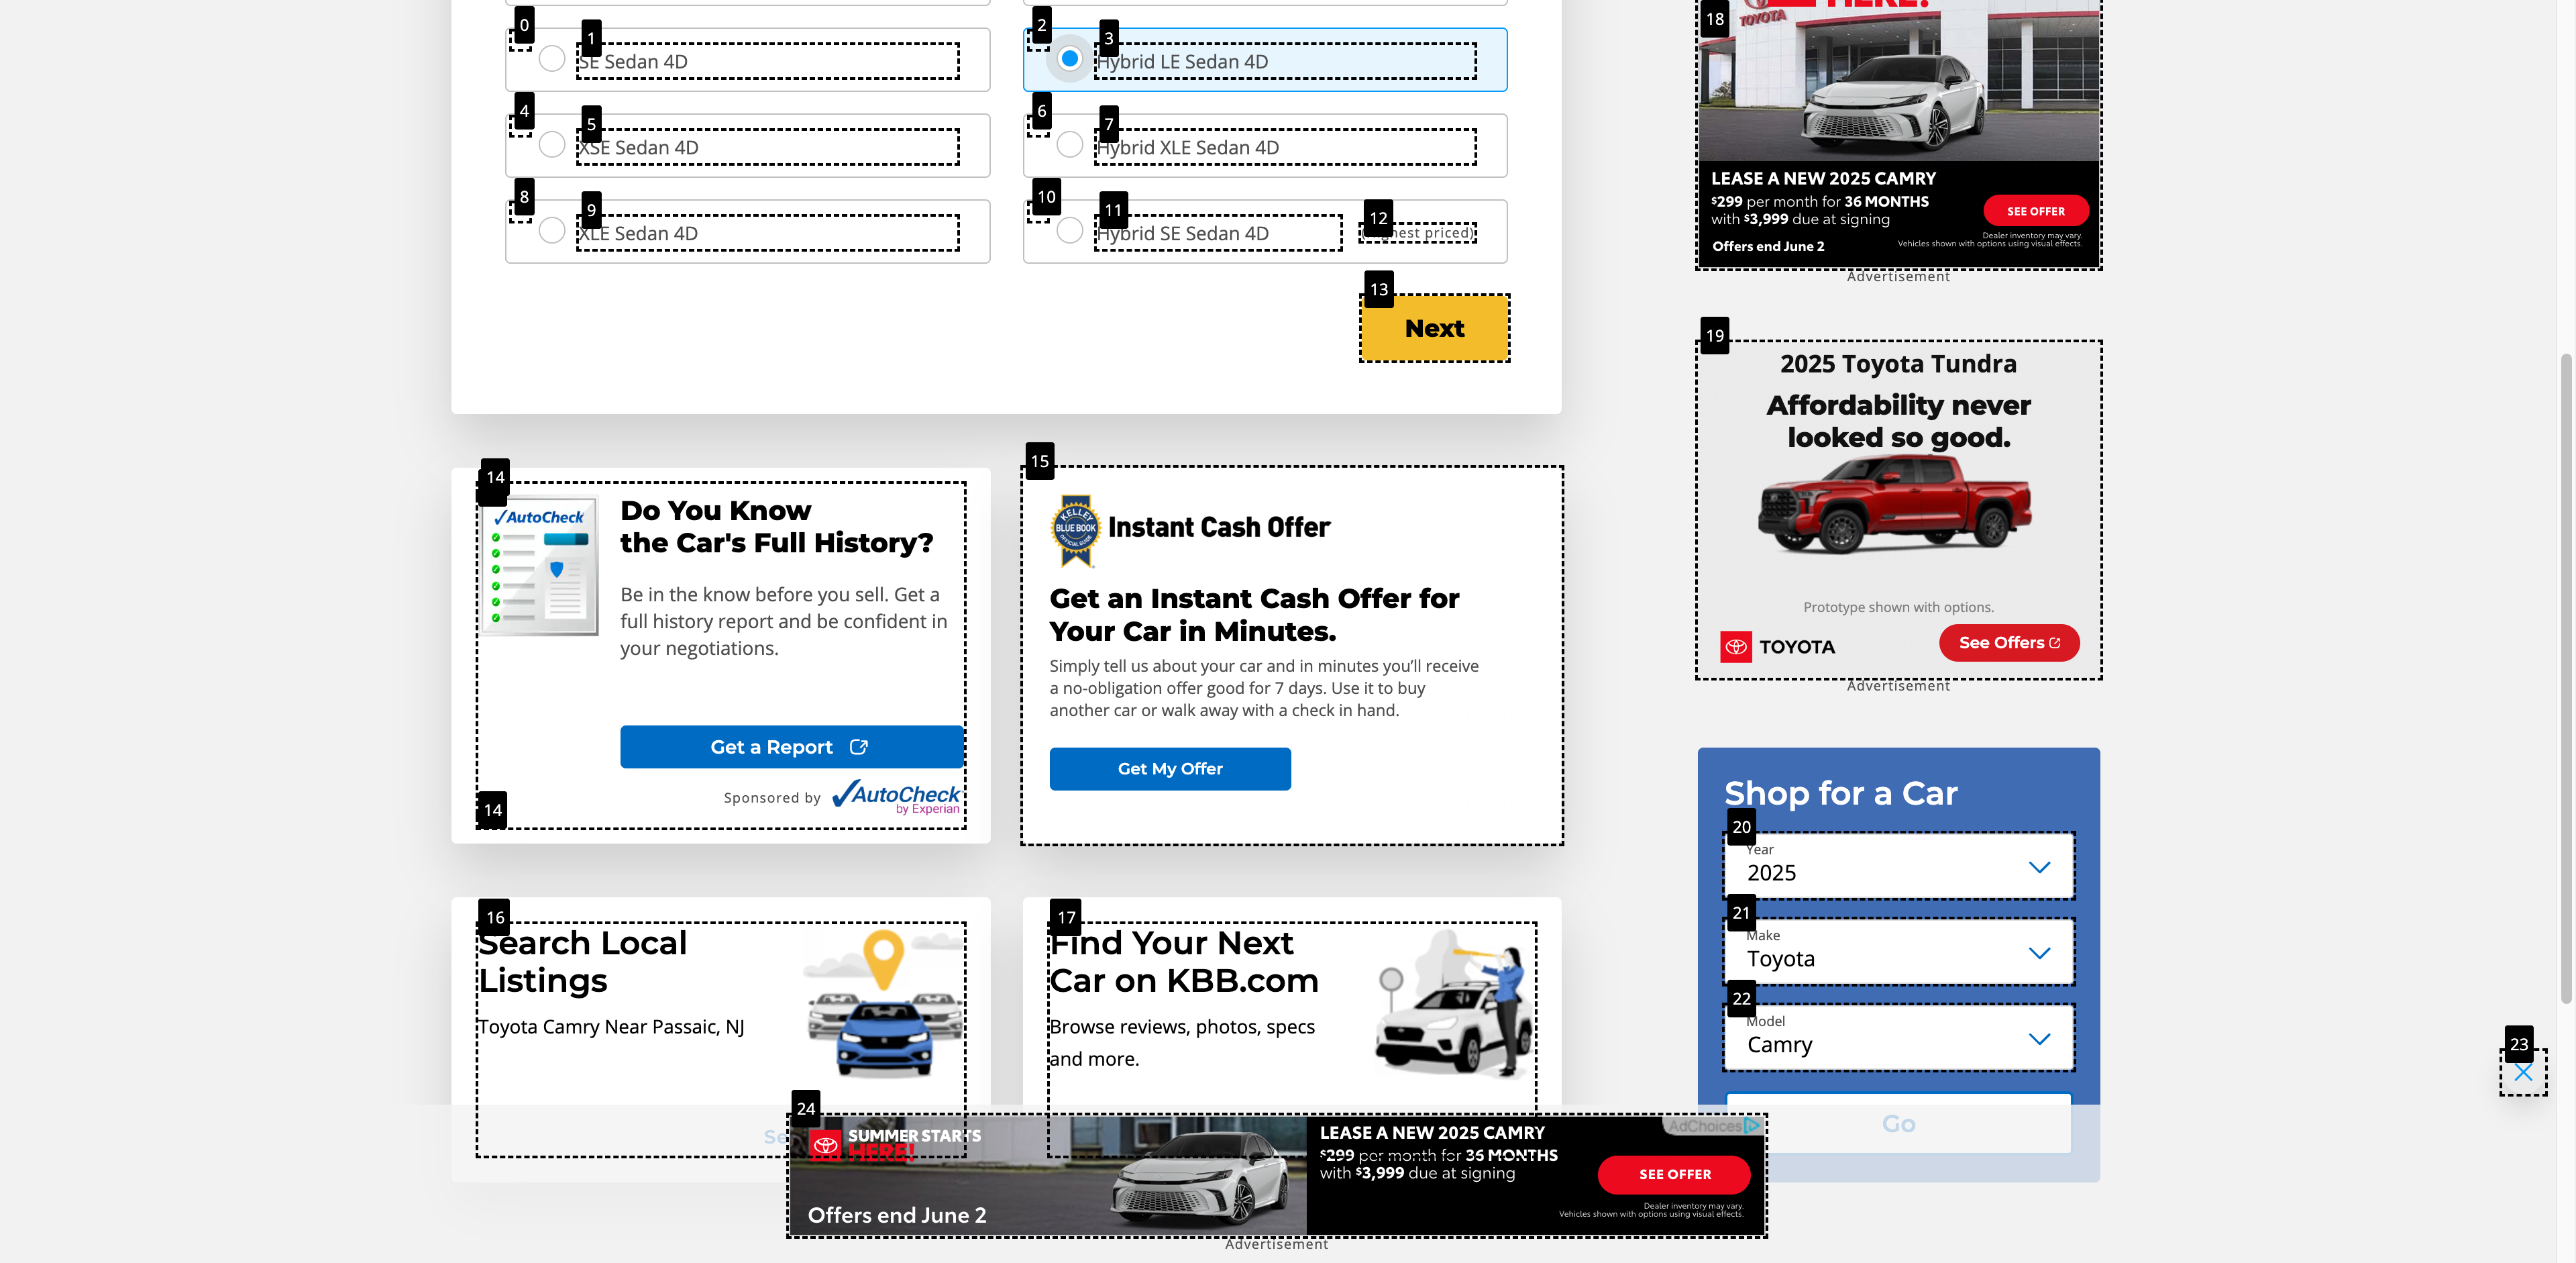 0
1
SE Sedan 4D
2
3
Hybrid LE Sedan 4D
4
5
XSE Sedan 4D
6
7
Hybrid XLE Sedan 4D
8
9
XLE Sedan 4D
10
11
Hybrid SE Sedan 4D
12
priced)
13
Next
14
AutoCheck
Do You Know
the Car's Full History?
Be in the know before you sell. Get a
full history report and be confident in
your negotiations.
Get a Report
Sponsored by AutoCheck
by Experian
14
15
KELLEY
BLUE BOOK
OFFICIAL GUIDE
Instant Cash Offer
Get an Instant Cash Offer for
Your Car in Minutes.
Simply tell us about your car and in minutes you’ll receive
a no-obligation offer good for 7 days. Use it to buy
another car or walk away with a check in hand.
Get My Offer
16
Search Local
Listings
Toyota Camry Near Passaic, NJ
17
Find Your Next
Car on KBB.com
Browse reviews, photos, specs
and more.
18
HERE!
TOYOTA
LEASE A NEW 2025 CAMRY
$299 per month for 36 MONTHS
with $3,999 due at signing
SEE OFFER
Offers end June 2
Dealer inventory may vary.
Vehicles shown with options using visual effects.
Advertisement
19
2025 Toyota Tundra
Affordability never
looked so good.
Prototype shown with options.
TOYOTA
See Offers
Advertisement
Shop for a Car
20
Year
2025
21
Make
Toyota
22
Model
Camry
Go
23
24
SUMMER STARTS
HERE!
Offers end June 2
LEASE A NEW 2025 CAMRY
$299 per month for 36 MONTHS
with $3,999 due at signing
SEE OFFER
AdChoices
Dealer inventory may vary.
Vehicles shown with options using visual effects.
Advertisement